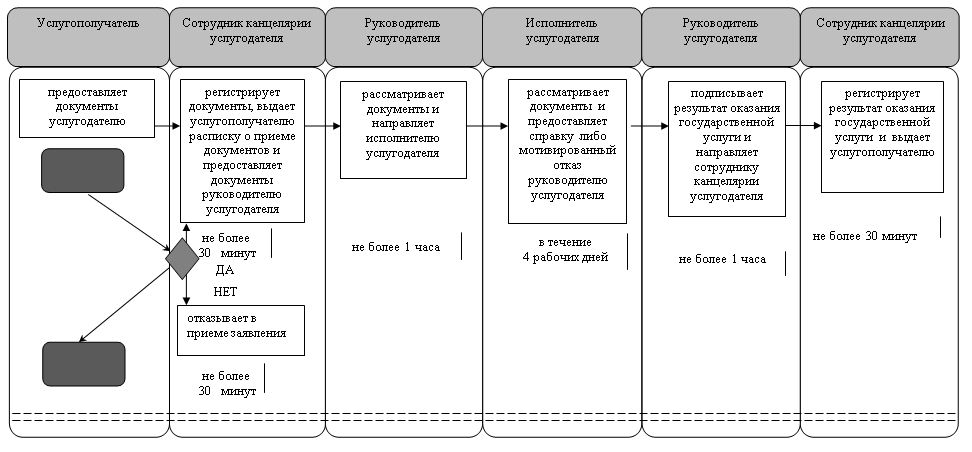 Услугополучатель
Сотрудник канцелярии
услугодателя
Руководитель
услугодателя
Исполнитель
услугодателя
Руководитель
услугодателя
Сотрудник канцелярии
услугодателя
предоставляет
документы
услугодателю
регистрирует
документы, выдает
услугополучателю
расписку о приеме
документов и
предоставляет
документы
руководителю
услугодателя
рассматривает
документы и
направляет
исполнителю
услугодателя
рассматривает
документы и
предоставляет
справку либо
мотивированный
отказ
руководителю
услугодателя
подписывает
результат оказания
государственной
услуги и
направляет
сотруднику
канцелярии
услугодателя
регистрирует
результат оказания
государственной
услуги и выдает
услугополучателю
не более
30 минут
ДА
НЕТ
отказывает в
приеме заявления
не более
30 минут
не более 1 часа
в течение
4 рабочих дней
не более 1 часа
не более 30 минут